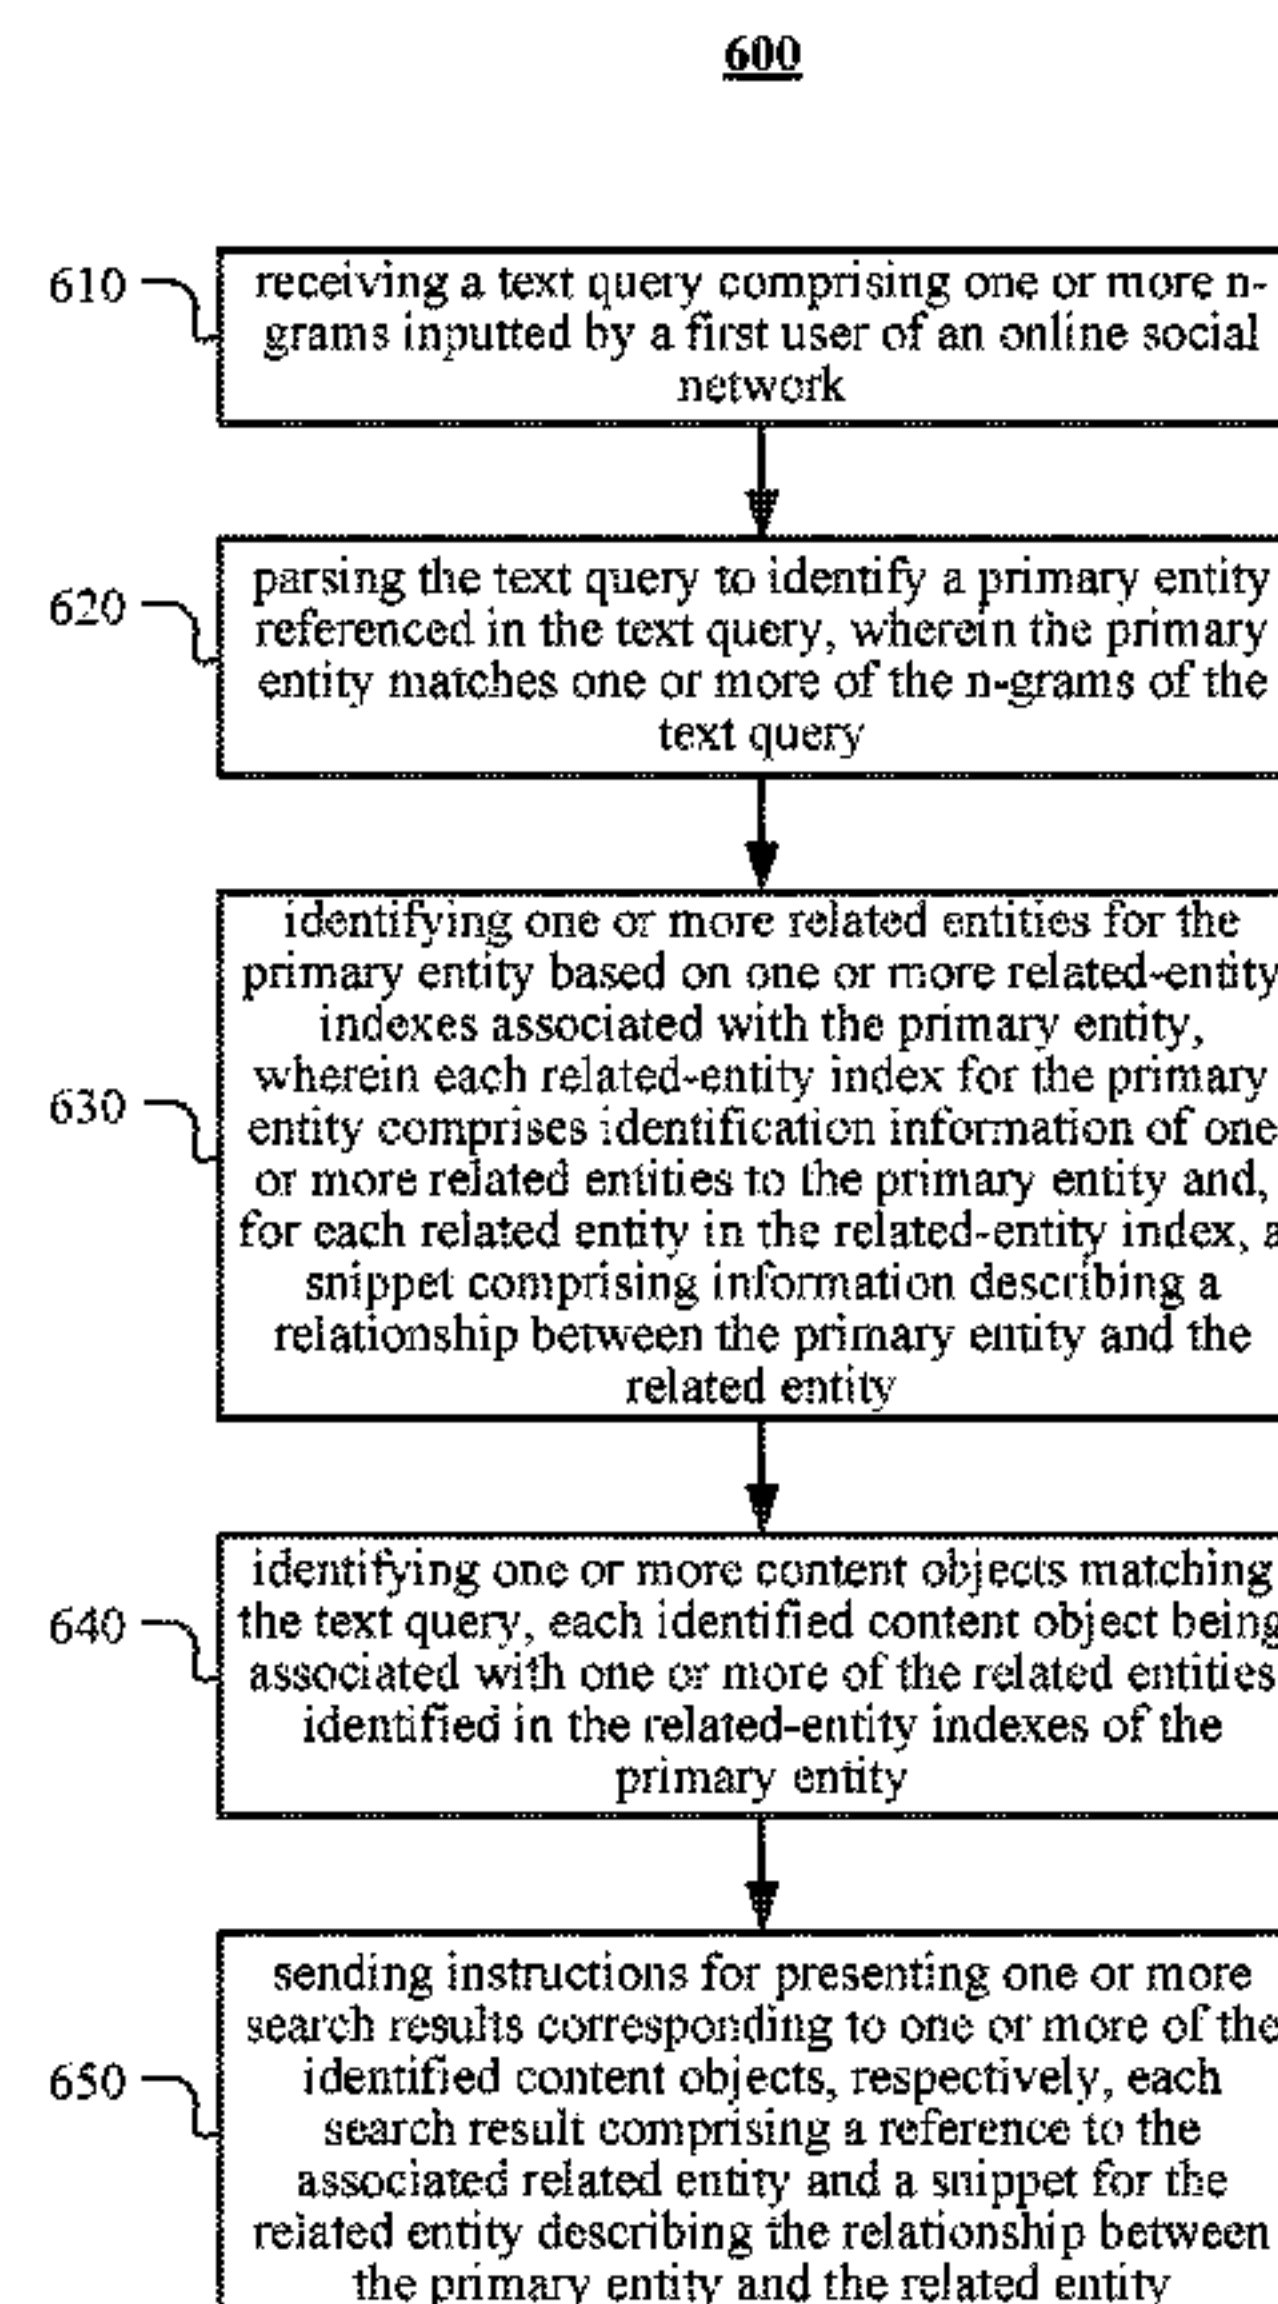 600
610
receiving a text query comprising one or more n-
grams inputted by a first user of an online social
network
620
parsing the text query to identify a primary entity
referenced in the text query, wherein the primary
entity matches one or more of the n-grams of the
text query
630
identifying one or more related entities for the
primary entity based on one or more related-entity
indexes associated with the primary entity,
wherein each related-entity index for the primary
entity comprises identification information of one
or more related entities to the primary entity and,
for each related entity in the related-entity index, a
snippet comprising information describing a
relationship between the primary entity and the
related entity
640
identifying one or more content objects matching
the text query, each identified content object being
associated with one or more of the related entities
identified in the related-entity indexes of the
primary entity
650
sending instructions for presenting one or more
search results corresponding to one or more of the
identified content objects, respectively, each
search result comprising a reference to the
associated related entity and a snippet for the
related entity describing the relationship between
the primary entity and the related entity